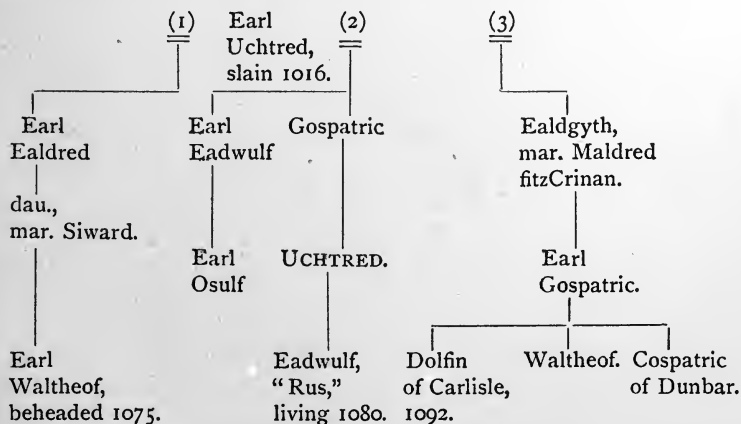 (1) Earl (2) (3)
Uchtred,
slain 1016.
Earl Earl Gospatric Ealdgyth,
Ealdred Eadwulf mar. Maldred
fitzCrinan.
dau.,
mar. Siward.
Earl UCHTRED. Earl
Osulf Gospatric.
Earl Eadwulf, Dolfin Waltheof. Cospatric
Waltheof, "Rus," of Carlisle, of Dunbar.
beheaded 1075. living 1080. 1092.